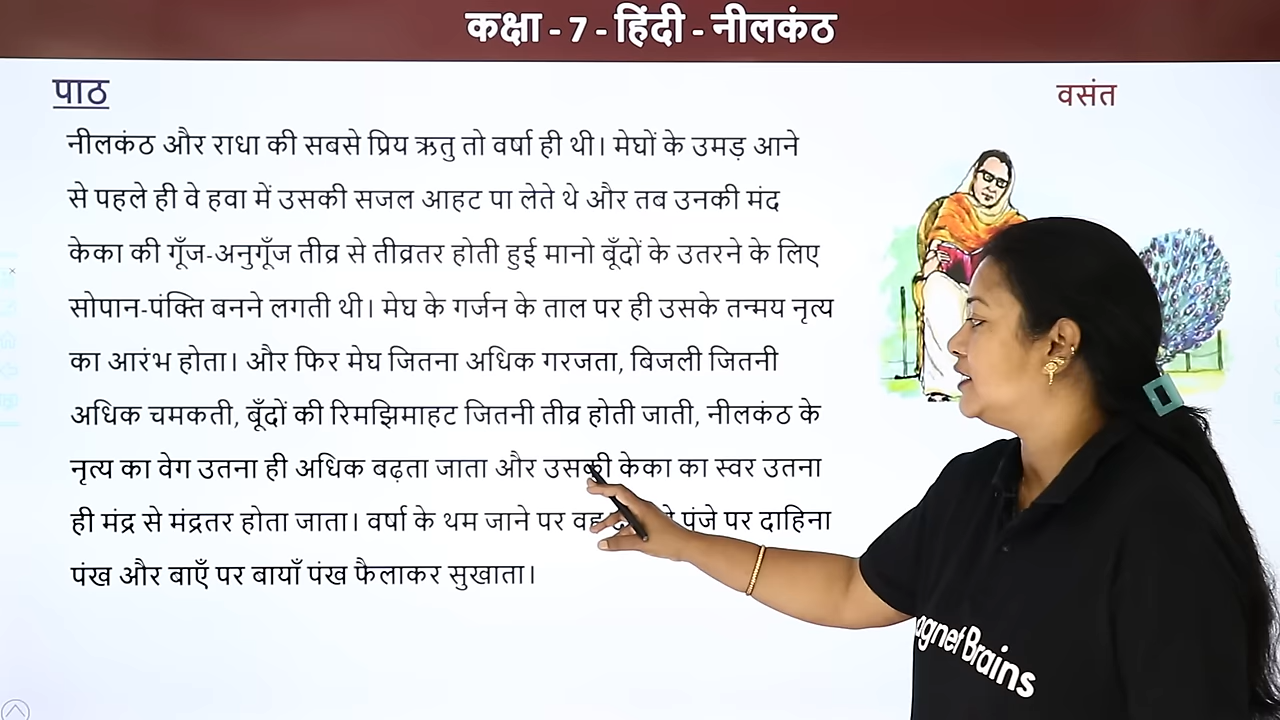 कक्षा - 7 - हिंदी - नीलकंठ
पाठ
वसंत
नीलकंठ और राधा की सबसे प्रिय ऋतु तो वर्षा ही थी। मेघों के उमड़ आने
से पहले ही वे हवा में उसकी सजल आहट पा लेते थे और तब उनकी मंद
केका की गूँज-अनुगूँज तीव्र से तीव्रतर होती हुई मानो बूँदों के उतरने के लिए
सोपान-पंक्ति बनने लगती थी। मेघ के गर्जन के ताल पर ही उसके तन्मय नृत्य
का आरंभ होता। और फिर मेघ जितना अधिक गरजता, बिजली जितनी
अधिक चमकती, बूँदों की रिमझिमाहट जितनी तीव्र होती जाती, नीलकंठ के
नृत्य का वेग उतना ही अधिक बढ़ता जाता और उसकी केका का स्वर उतना
ही मंद्र से मंद्रतर होता जाता। वर्षा के थम जाने पर वह पंजे पर दाहिना
पंख और बाएँ पर बायाँ पंख फैलाकर सुखाता।
agnet Brains